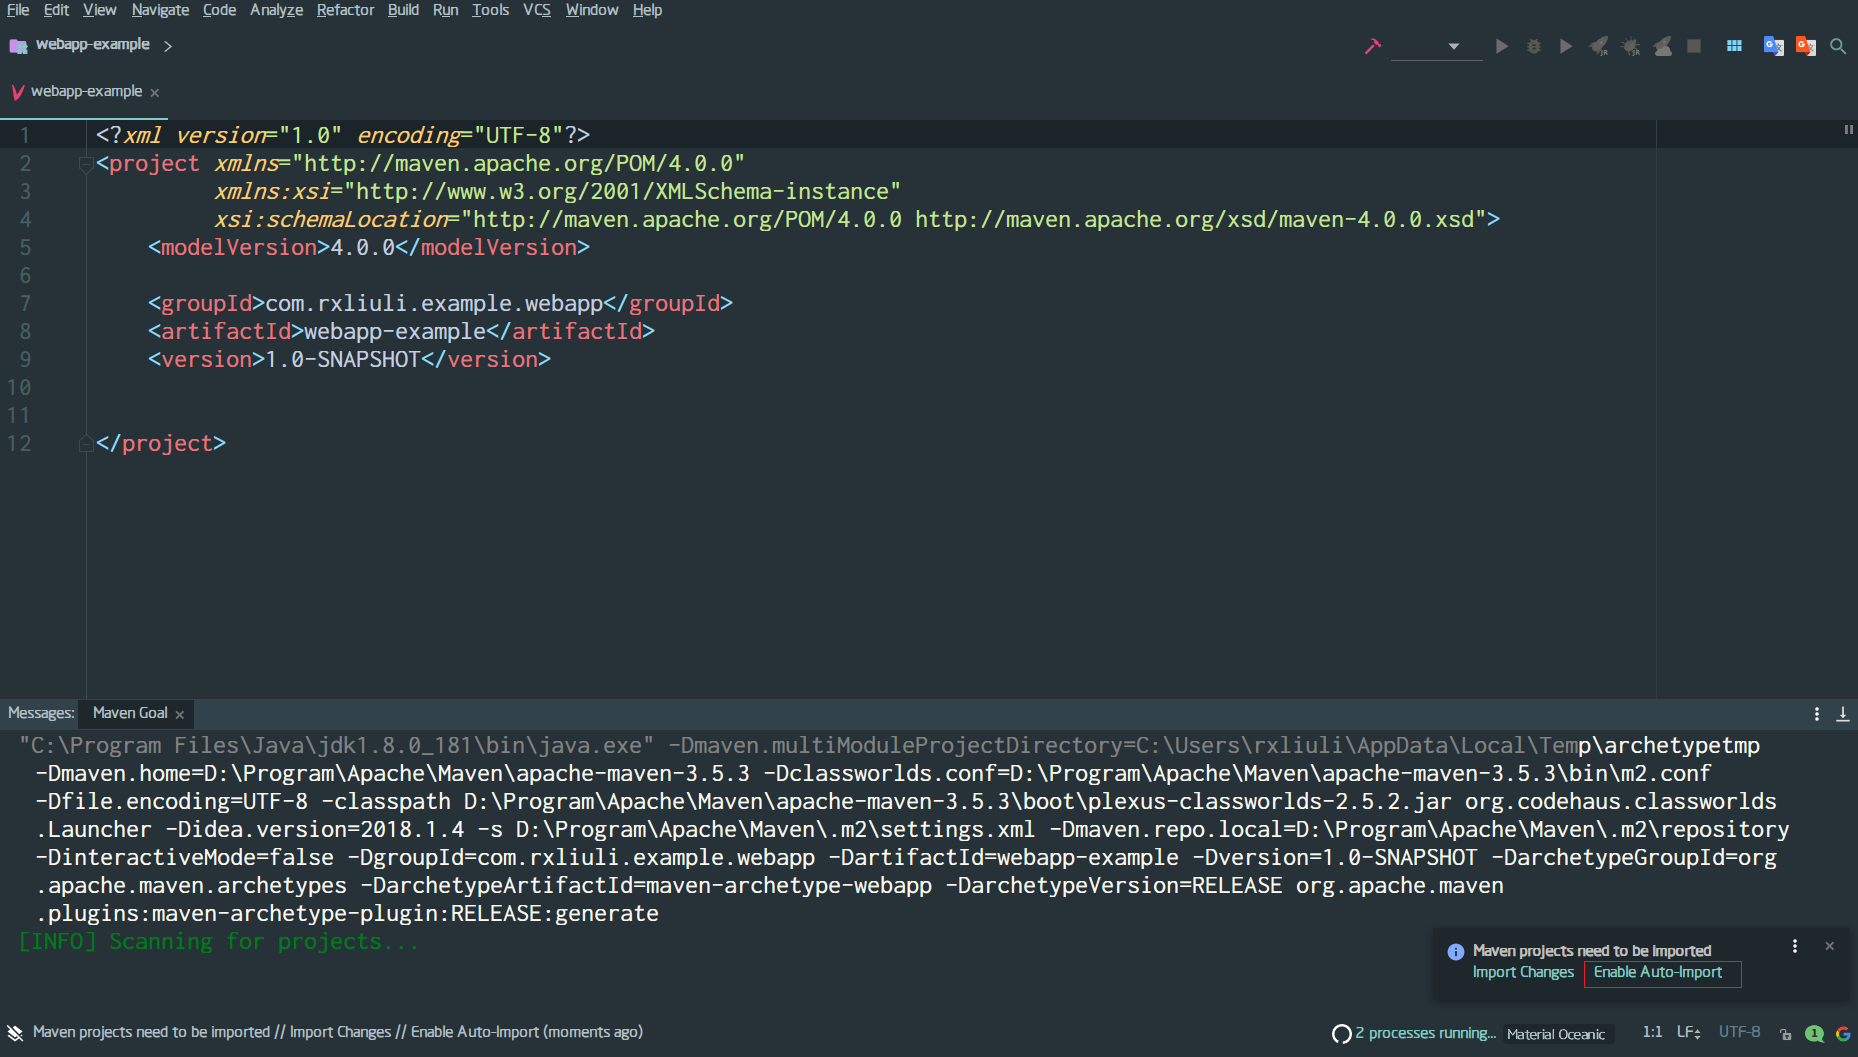 File Edit View Navigate Code Analyze Refactor Build Run Tools VCS Window Help
webapp-example
webapp-example
1 <?xml version="1.0" encoding="UTF-8"?>
2 <project xmlns="http://maven.apache.org/POM/4.0.0"
3 xmlns:xsi="http://www.w3.org/2001/XMLSchema-instance"
4 xsi:schemaLocation="http://maven.apache.org/POM/4.0.0 http://maven.apache.org/xsd/maven-4.0.0.xsd">
5 <modelVersion>4.0.0</modelVersion>
6
7 <groupId>com.rxliuli.example.webapp</groupId>
8 <artifactId>webapp-example</artifactId>
9 <version>1.0-SNAPSHOT</version>
10
11
12 </project>
Messages: Maven Goal
"C:\Program Files\Java\jdk1.8.0_181\bin\java.exe" -Dmaven.multiModuleProjectDirectory=C:\Users\rxliuli\AppData\Local\Temp\archetypetmp
-Dmaven.home=D:\Program\Apache\Maven\apache-maven-3.5.3 -Dclassworlds.conf=D:\Program\Apache\Maven\apache-maven-3.5.3\bin\m2.conf
-Dfile.encoding=UTF-8 -classpath D:\Program\Apache\Maven\apache-maven-3.5.3\boot\plexus-classworlds-2.5.2.jar org.codehaus.classworlds
.Launcher -Didea.version=2018.1.4 -s D:\Program\Apache\Maven\.m2\settings.xml -Dmaven.repo.local=D:\Program\Apache\Maven\.m2\repository
-DinteractiveMode=false -DgroupId=com.rxliuli.example.webapp -DartifactId=webapp-example -Dversion=1.0-SNAPSHOT -DarchetypeGroupId=org
.apache.maven.archetypes -DarchetypeArtifactId=maven-archetype-webapp -DarchetypeVersion=RELEASE org.apache.maven
.plugins:maven-archetype-plugin:RELEASE:generate
[INFO] Scanning for projects...
Maven projects need to be imported
Import Changes Enable Auto-Import
Maven projects need to be imported // Import Changes // Enable Auto-Import (moments ago)
2 processes running... Material Oceanic 1:1 LF UTF-8 1